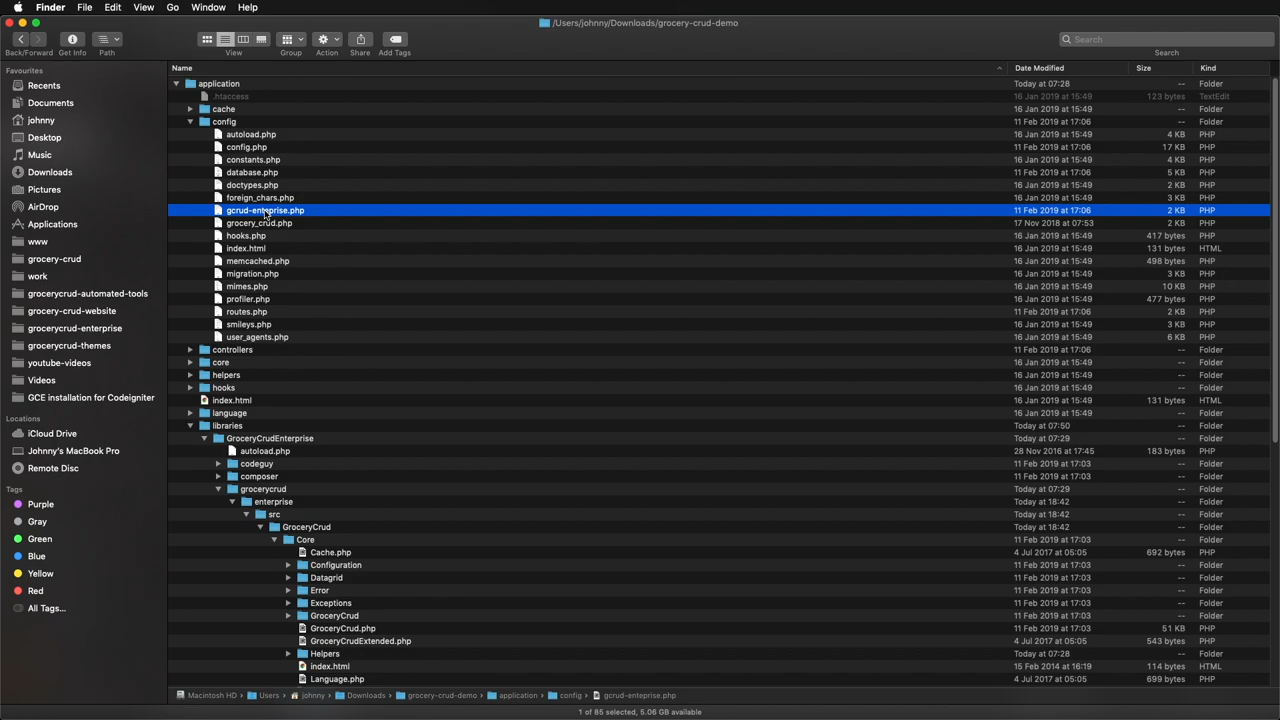 Finder File Edit View Go Window Help
/Users/johnny/Downloads/grocery-crud-demo
Search
Back/Forward Get Info Path View Group Action Share Add Tags Search
Favourites
Recents
Documents
johnny
Desktop
Music
Downloads
Pictures
AirDrop
Applications
www
grocery-crud
work
grocerycrud-automated-tools
grocery-crud-website
grocerycrud-enterprise
grocerycrud-themes
youtube-videos
Videos
GCE installation for Codeigniter
Locations
iCloud Drive
Johnny's MacBook Pro
Remote Disc
Tags
Purple
Gray
Green
Blue
Yellow
Red
All Tags...
Name Date Modified Size Kind
application Today at 07:28 -- Folder
.htaccess 16 Jan 2019 at 15:49 123 bytes TextEdit
cache 16 Jan 2019 at 15:49 -- Folder
config 11 Feb 2019 at 17:06 -- Folder
autoload.php 16 Jan 2019 at 15:49 4 KB PHP
config.php 11 Feb 2019 at 17:06 17 KB PHP
constants.php 16 Jan 2019 at 15:49 4 KB PHP
database.php 11 Feb 2019 at 17:06 5 KB PHP
doctypes.php 16 Jan 2019 at 15:49 2 KB PHP
foreign_chars.php 16 Jan 2019 at 15:49 3 KB PHP
gcrud-enteprise.php 11 Feb 2019 at 17:06 2 KB PHP
grocery_crud.php 17 Nov 2018 at 07:53 2 KB PHP
hooks.php 16 Jan 2019 at 15:49 417 bytes PHP
index.html 16 Jan 2019 at 15:49 131 bytes HTML
memcached.php 16 Jan 2019 at 15:49 498 bytes PHP
migration.php 16 Jan 2019 at 15:49 3 KB PHP
mimes.php 16 Jan 2019 at 15:49 10 KB PHP
profiler.php 16 Jan 2019 at 15:49 477 bytes PHP
routes.php 11 Feb 2019 at 17:06 2 KB PHP
smileys.php 16 Jan 2019 at 15:49 3 KB PHP
user_agents.php 16 Jan 2019 at 15:49 6 KB PHP
controllers 11 Feb 2019 at 17:06 -- Folder
core 16 Jan 2019 at 15:49 -- Folder
helpers 16 Jan 2019 at 15:49 -- Folder
hooks 16 Jan 2019 at 15:49 -- Folder
index.html 16 Jan 2019 at 15:49 131 bytes HTML
language 16 Jan 2019 at 15:49 -- Folder
libraries Today at 07:50 -- Folder
GroceryCrudEnterprise Today at 07:29 -- Folder
autoload.php 28 Nov 2016 at 17:45 183 bytes PHP
codeguy 11 Feb 2019 at 17:03 -- Folder
composer 11 Feb 2019 at 17:03 -- Folder
grocerycrud Today at 07:29 -- Folder
enterprise Today at 18:42 -- Folder
src Today at 18:42 -- Folder
GroceryCrud Today at 18:42 -- Folder
Core 11 Feb 2019 at 17:03 -- Folder
Cache.php 4 Jul 2017 at 05:05 692 bytes PHP
Configuration 11 Feb 2019 at 17:03 -- Folder
Datagrid 11 Feb 2019 at 17:03 -- Folder
Error 11 Feb 2019 at 17:03 -- Folder
Exceptions 11 Feb 2019 at 17:03 -- Folder
GroceryCrud 11 Feb 2019 at 17:03 -- Folder
GroceryCrud.php 11 Feb 2019 at 17:03 51 KB PHP
GroceryCrudExtended.php 4 Jul 2017 at 05:05 543 bytes PHP
Helpers Today at 07:28 -- Folder
index.html 15 Feb 2014 at 16:19 114 bytes HTML
Language.php 4 Jul 2017 at 05:05 699 bytes PHP
Macintosh HD › Users › johnny › Downloads › grocery-crud-demo › application › config › gcrud-enteprise.php
1 of 85 selected, 5.06 GB available